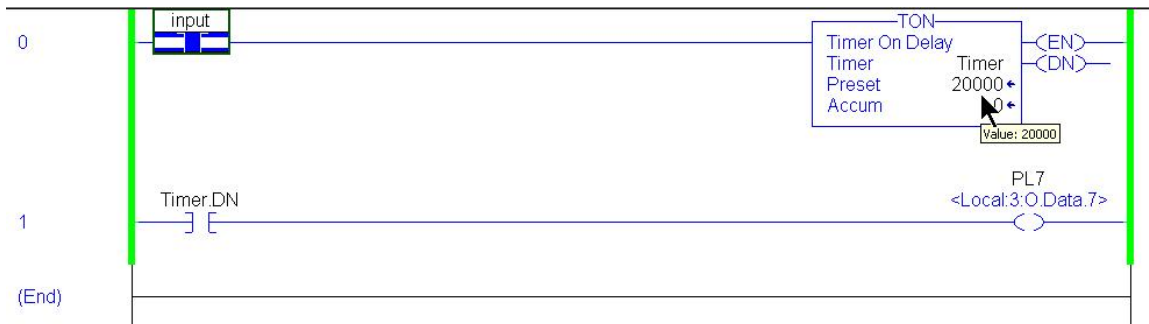 input
TON
0
Timer On Delay
EN
Timer Timer
DN
Preset 20000
Accum 0
Value: 20000
PL7
Timer.DN
<Local:3:O.Data.7>
1
(End)